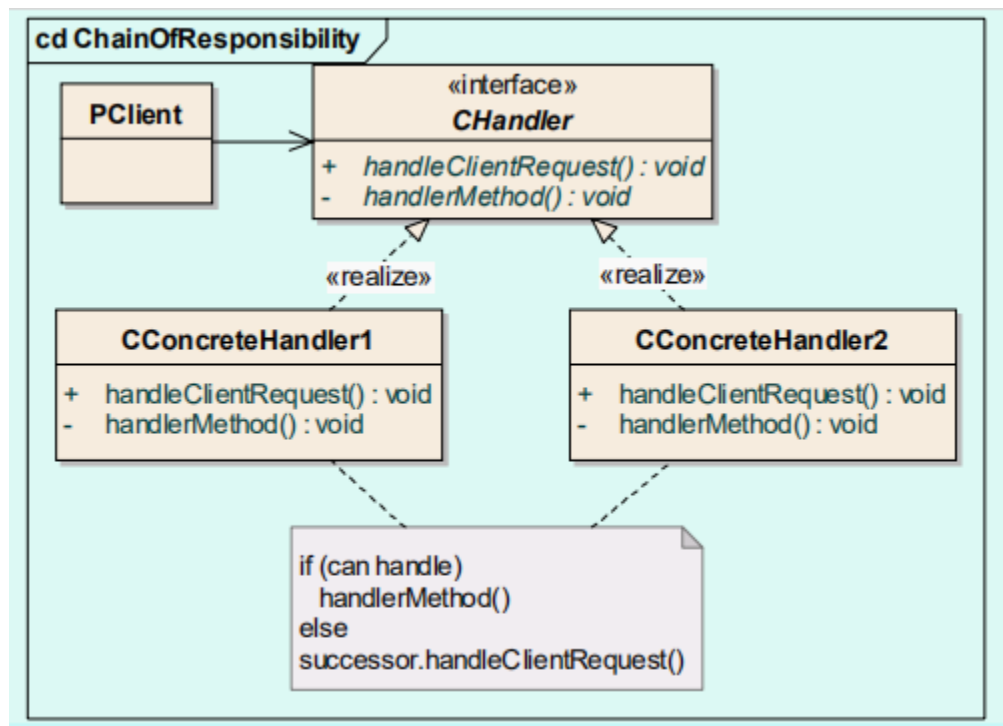 cd ChainOfResponsibility
PClient
«interface»
CHandler
+ handleClientRequest() : void
- handlerMethod() : void
«realize»
«realize»
CConcreteHandler1
+ handleClientRequest() : void
- handlerMethod() : void
CConcreteHandler2
+ handleClientRequest() : void
- handlerMethod() : void
if (can handle)
handlerMethod()
else
successor.handleClientRequest()